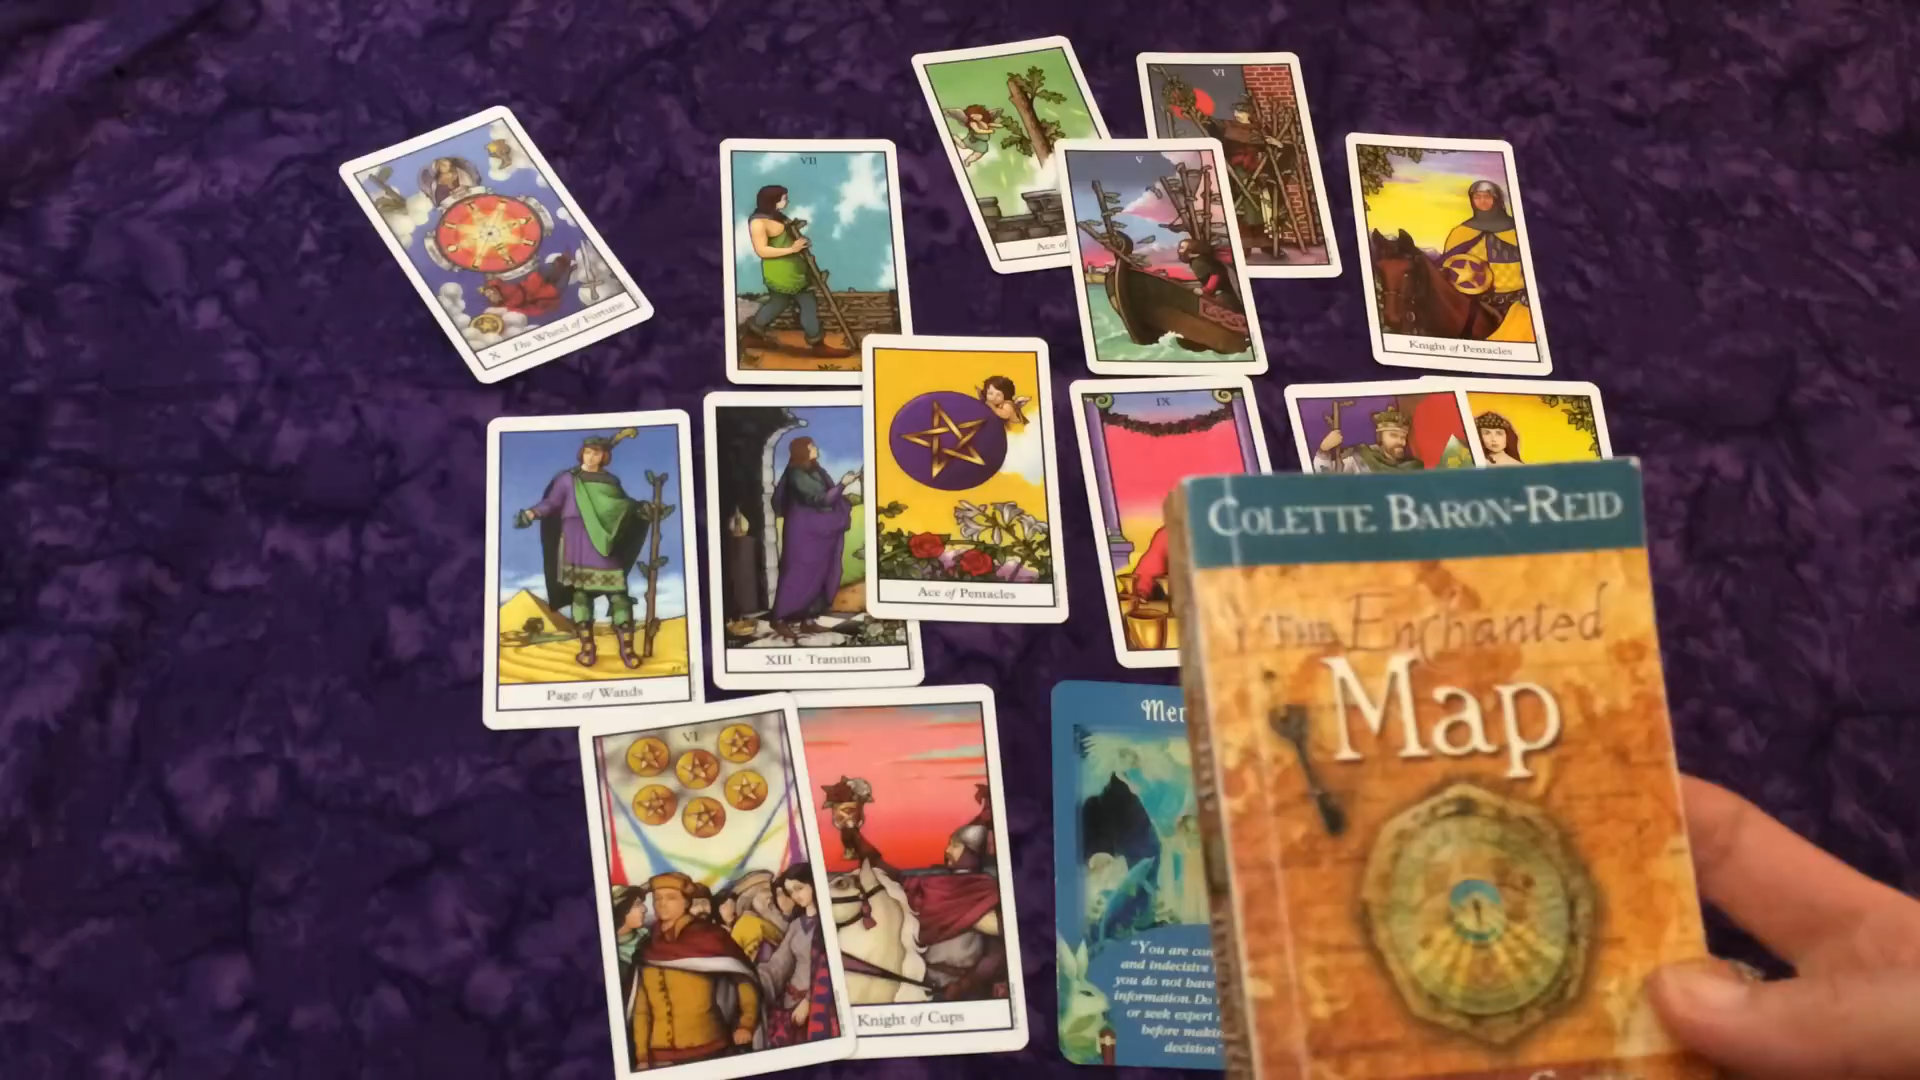 VI
VII
V
Ace of
X The Wheel of Fortune
Knight of Pentacles
IX
Ace of Pentacles
XIII · Transition
Page of Wands
VI
Knight of Cups
"You are
and indecisive
you do not have
information. Do
or seek expert
before
decision"
COLETTE BARON-REID
THE Enchanted
Map